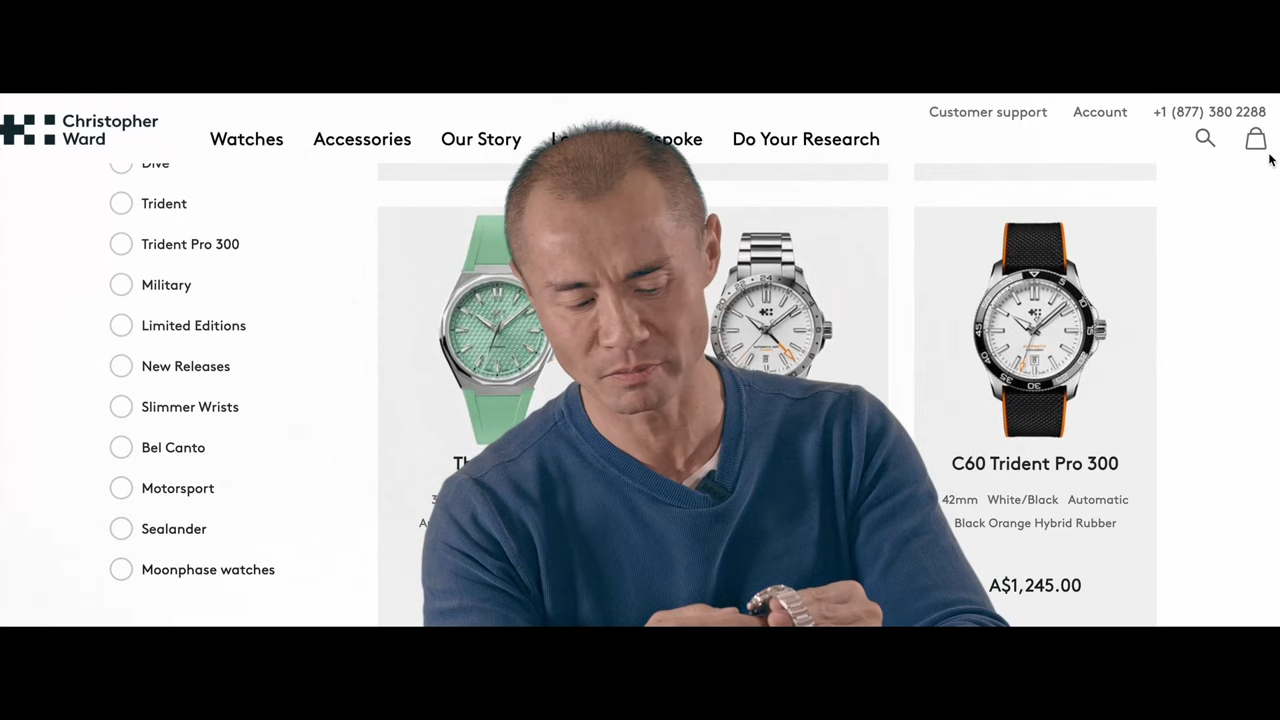 Christopher
Ward
Customer support
Account
+1 (877) 380 2288
Watches
Accessories
Our Story
Do Your Research
Dive
Trident
Trident Pro 300
Military
Limited Editions
New Releases
Slimmer Wrists
Bel Canto
Motorsport
Sealander
Moonphase watches
C60 Trident Pro 300
42mm White/Black Automatic
Black Orange Hybrid Rubber
A$1,245.00